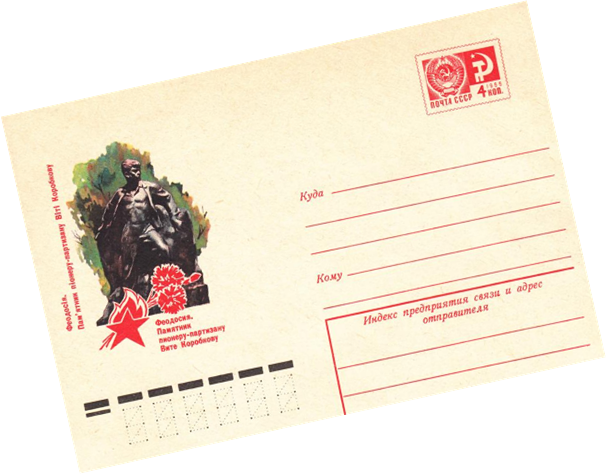 Феодосія.
Пам'ятник піонеру-партизану Віті Коробкову
Феодосия.
Памятник
пионеру-партизану
Вите Коробкову
ПОЧТА СССР
4
КОП.
Куда
Кому
Индекс предприятия связи и адрес
отправителя